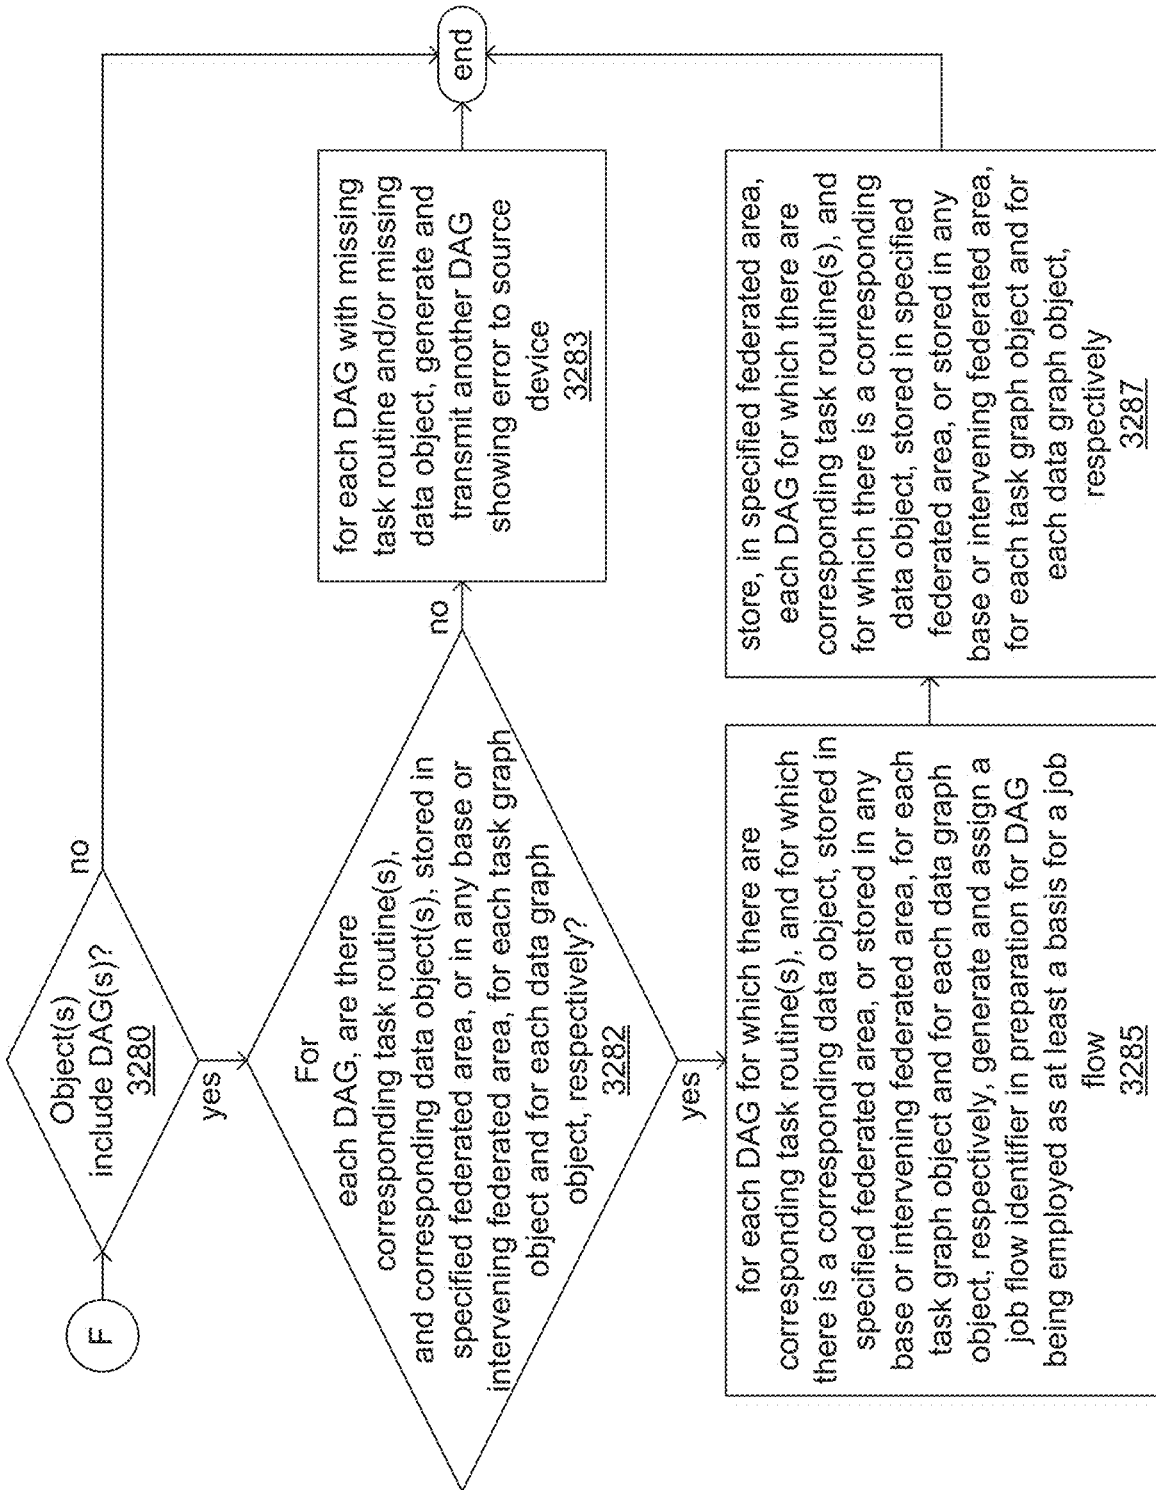 F
Object(s)
include DAG(s)?
3280
no
yes
For
each DAG, are there
corresponding task routine(s),
and corresponding data object(s), stored in
specified federated area, or in any base or
intervening federated area, for each task graph
object and for each data graph
object, respectively?
3282
no
yes
for each DAG with missing
task routine and/or missing
data object, generate and
transmit another DAG
showing error to source
device
3283
end
for each DAG for which there are
corresponding task routine(s), and for which
there is a corresponding data object, stored in
specified federated area, or stored in any
base or intervening federated area, for each
task graph object and for each data graph
object, respectively, generate and assign a
job flow identifier in preparation for DAG
being employed as at least a basis for a job
flow
3285
store, in specified federated area,
each DAG for which there are
corresponding task routine(s), and
for which there is a corresponding
data object, stored in specified
federated area, or stored in any
base or intervening federated area,
for each task graph object and for
each data graph object,
respectively
3287